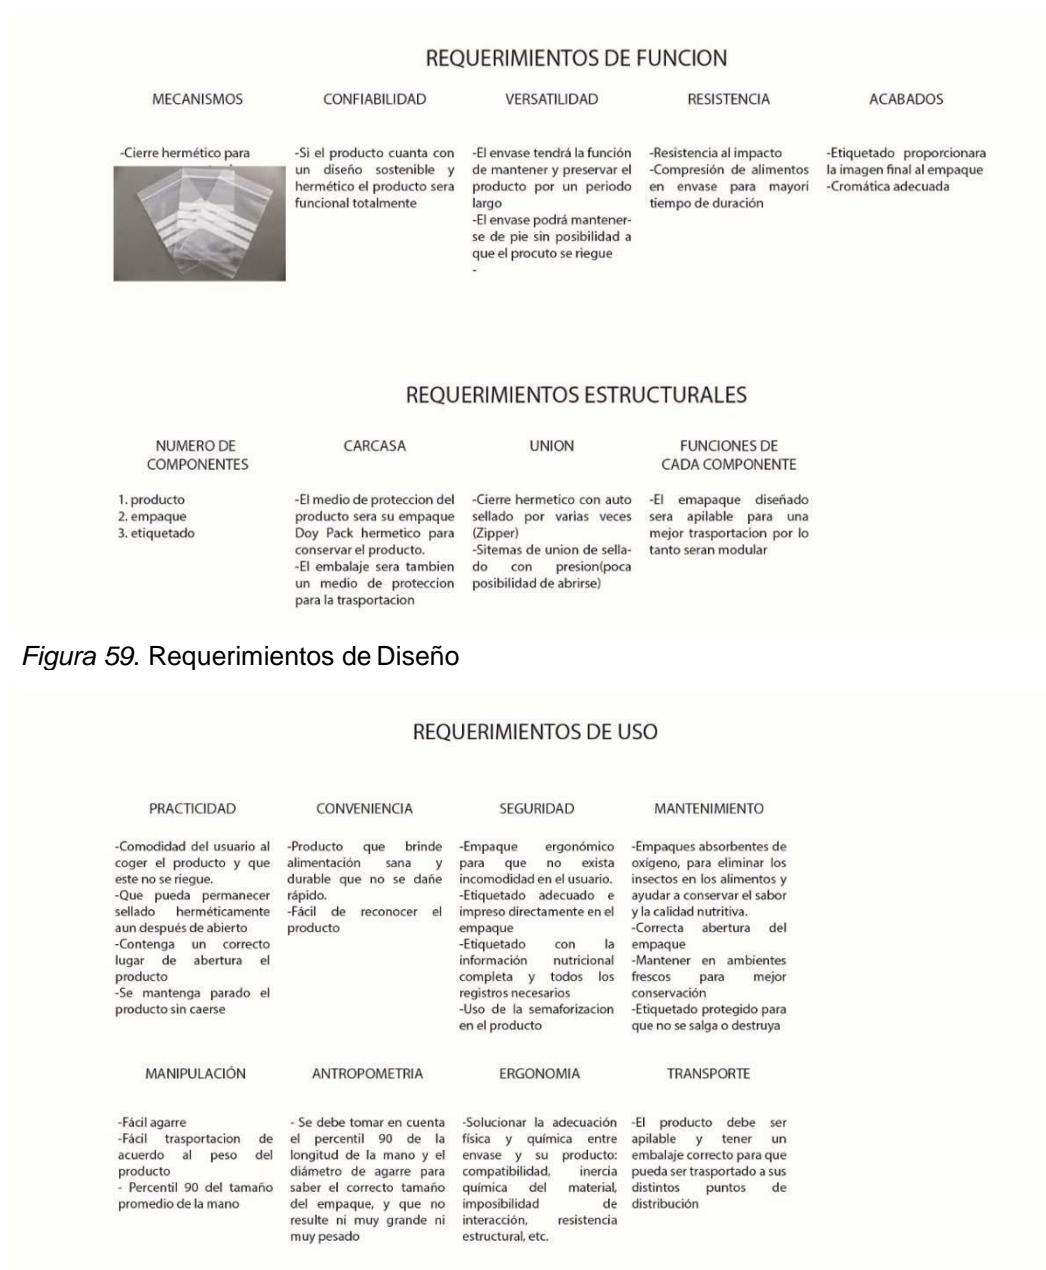 REQUERIMIENTOS DE FUNCION
MECANISMOS
-Cierre hermético para
CONFIABILIDAD
-Si el producto cuanta con
un diseño sostenible y
hermético el producto sera
funcional totalmente
VERSATILIDAD
-El envase tendrá la función
de mantener y preservar el
producto por un periodo
largo
-El envase podrá mantener-
se de pie sin posibilidad a
que el procuto se riegue
-
RESISTENCIA
-Resistencia al impacto
-Compresión de alimentos
en envase para mayori
tiempo de duración
ACABADOS
-Etiquetado proporcionara
la imagen final al empaque
-Cromática adecuada
REQUERIMIENTOS ESTRUCTURALES
NUMERO DE
COMPONENTES
1. producto
2. empaque
3. etiquetado
CARCASA
-El medio de proteccion del
producto sera su empaque
Doy Pack hermetico para
conservar el producto.
-El embalaje sera tambien
un medio de proteccion
para la trasportacion
UNION
-Cierre hermetico con auto
sellado por varias veces
(Zipper)
-Sitemas de union de sella-
do con presion(poca
posibilidad de abrirse)
FUNCIONES DE
CADA COMPONENTE
-El emapaque diseñado
sera apilable para una
mejor trasportacion por lo
tanto seran modular
Figura 59. Requerimientos de Diseño
REQUERIMIENTOS DE USO
PRACTICIDAD
-Comodidad del usuario al
coger el producto y que
este no se riegue.
-Que pueda permanecer
sellado herméticamente
aun después de abierto
-Contenga un correcto
lugar de abertura el
producto
-Se mantenga parado el
producto sin caerse
CONVENIENCIA
-Producto que brinde
alimentación sana y
durable que no se dañe
rápido.
-Fácil de reconocer el
producto
SEGURIDAD
-Empaque ergonómico
para que no exista
incomodidad en el usuario.
-Etiquetado adecuado e
impreso directamente en el
empaque
-Etiquetado con la
información nutricional
completa y todos los
registros necesarios
-Uso de la semaforizacion
en el producto
MANTENIMIENTO
-Empaques absorbentes de
oxígeno, para eliminar los
insectos en los alimentos y
ayudar a conservar el sabor
y la calidad nutritiva.
-Correcta abertura del
empaque
-Mantener en ambientes
frescos para mejor
conservación
-Etiquetado protegido para
que no se salga o destruya
MANIPULACIÓN
-Fácil agarre
-Fácil trasportacion de
acuerdo al peso del
producto
- Percentil 90 del tamaño
promedio de la mano
ANTROPOMETRIA
- Se debe tomar en cuenta
el percentil 90 de la
longitud de la mano y el
diámetro de agarre para
saber el correcto tamaño
del empaque, y que no
resulte ni muy grande ni
muy pesado
ERGONOMIA
-Solucionar la adecuación
física y química entre
envase y su producto:
compatibilidad, inercia
química del material,
imposibilidad de
interacción, resistencia
estructural, etc.
TRANSPORTE
-El producto debe ser
apilable y tener un
embalaje correcto para que
pueda ser trasportado a sus
distintos puntos de
distribución